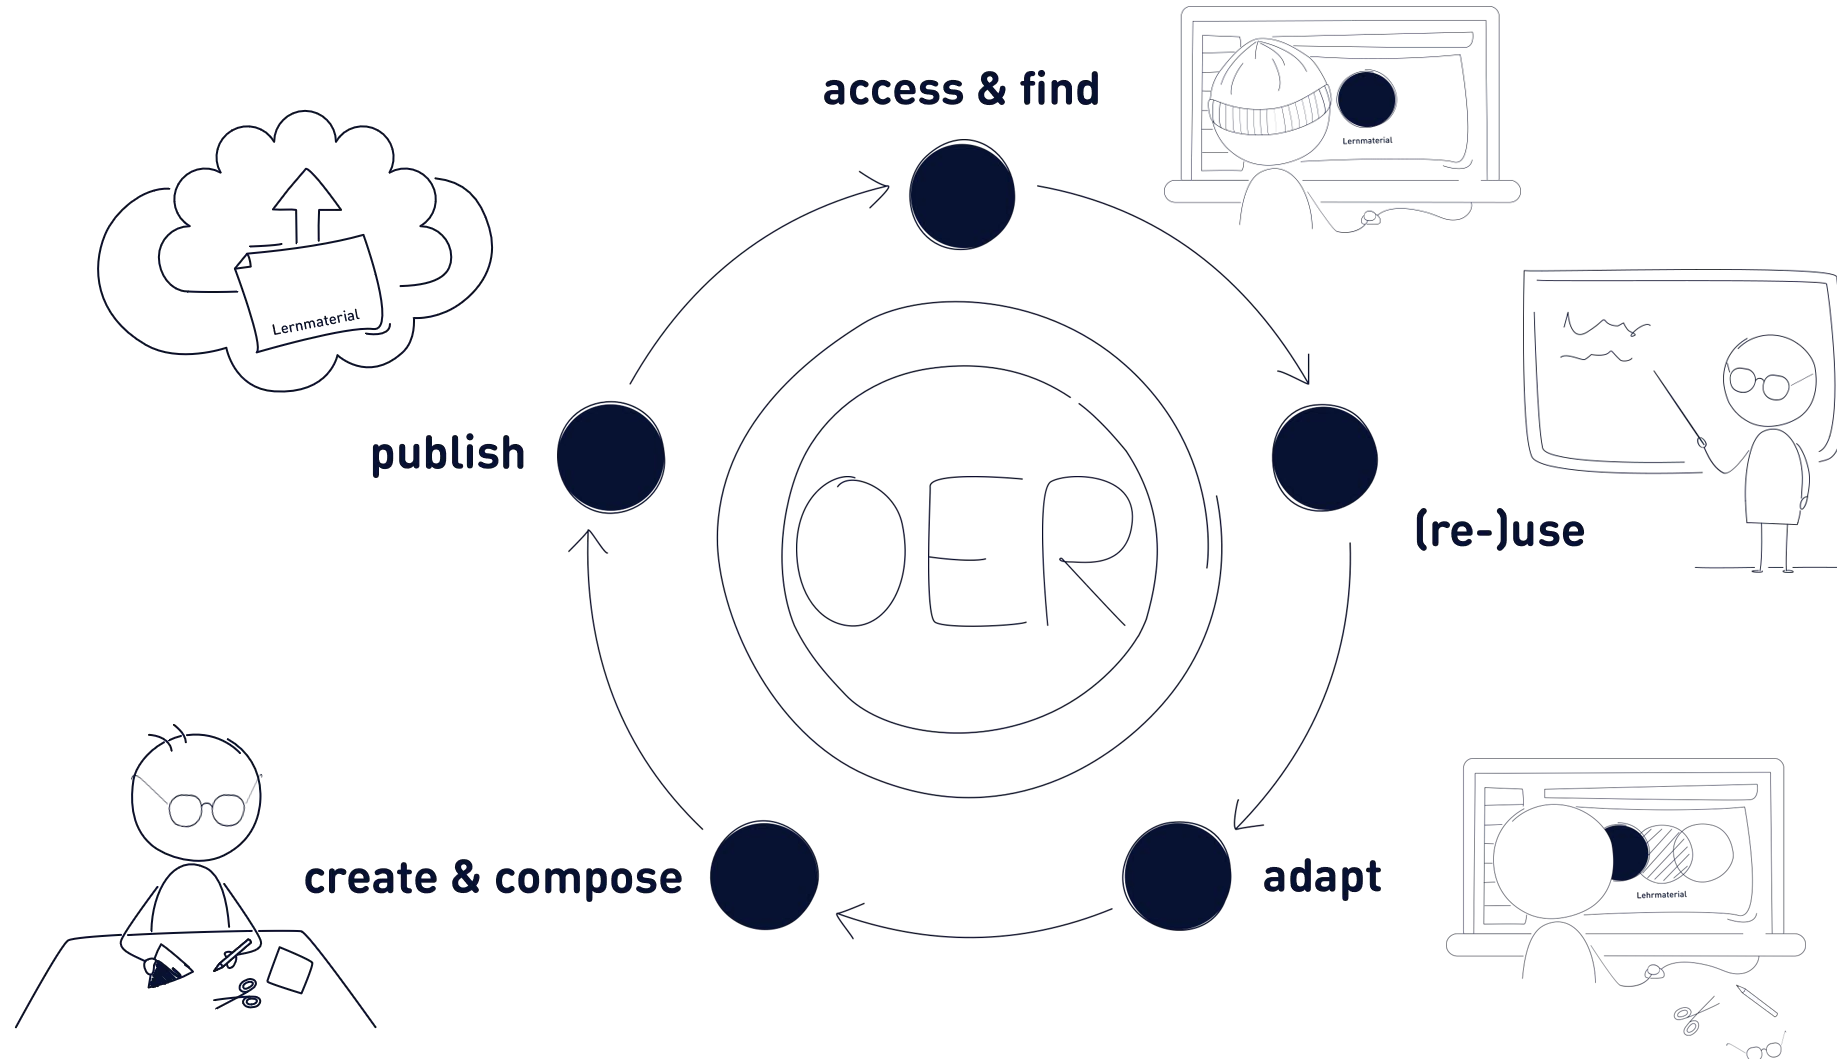 access & find
Lernmaterial
Lernmaterial
publish
OER
(re-)use
create & compose
adapt
Lehrmaterial